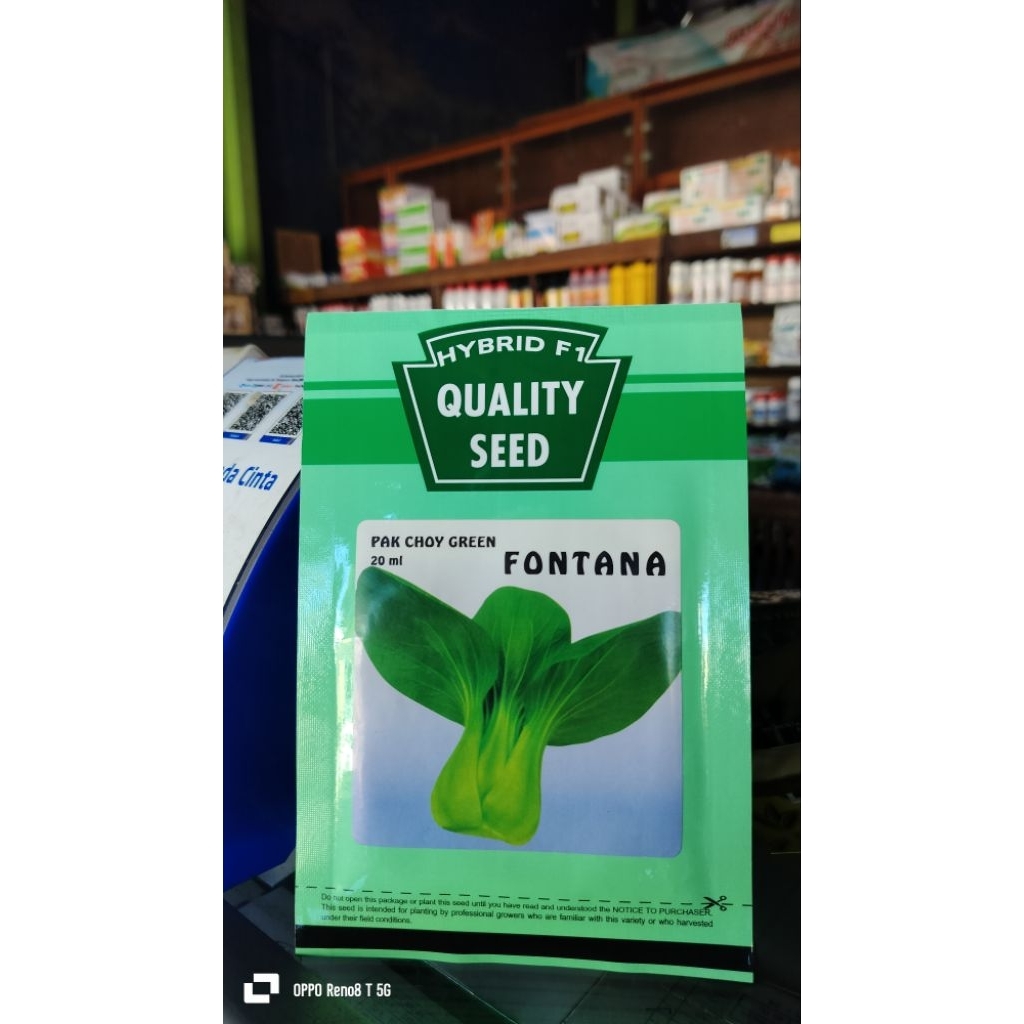 HYBRID F1
QUALITY
SEED
da Cinta
PAK CHOY GREEN
20 ml
FONTANA
Do not open this package or plant this seed until you have read and understood the NOTICE TO PURCHASER.
This seed is intended for planting by professional growers who are familiar with this variety or who harvested
under their field conditions.
OPPO Reno8 T 5G